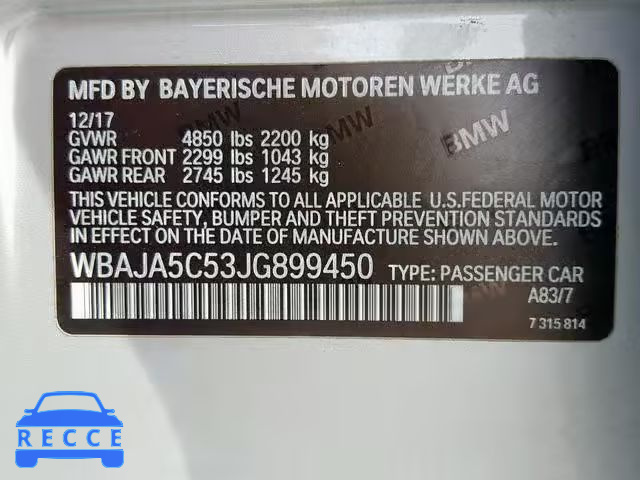 MFD BY BAYERISCHE MOTOREN WERKE AG
12/17
GVWR 4850 lbs 2200 kg
GAWR FRONT 2299 lbs 1043 kg
GAWR REAR 2745 lbs 1245 kg
THIS VEHICLE CONFORMS TO ALL APPLICABLE U.S.FEDERAL MOTOR
VEHICLE SAFETY, BUMPER AND THEFT PREVENTION STANDARDS
IN EFFECT ON THE DATE OF MANUFACTURE SHOWN ABOVE.
WBAJA5C53JG899450 TYPE: PASSENGER CAR
A83/7
7 315 814
BMW
RECCE